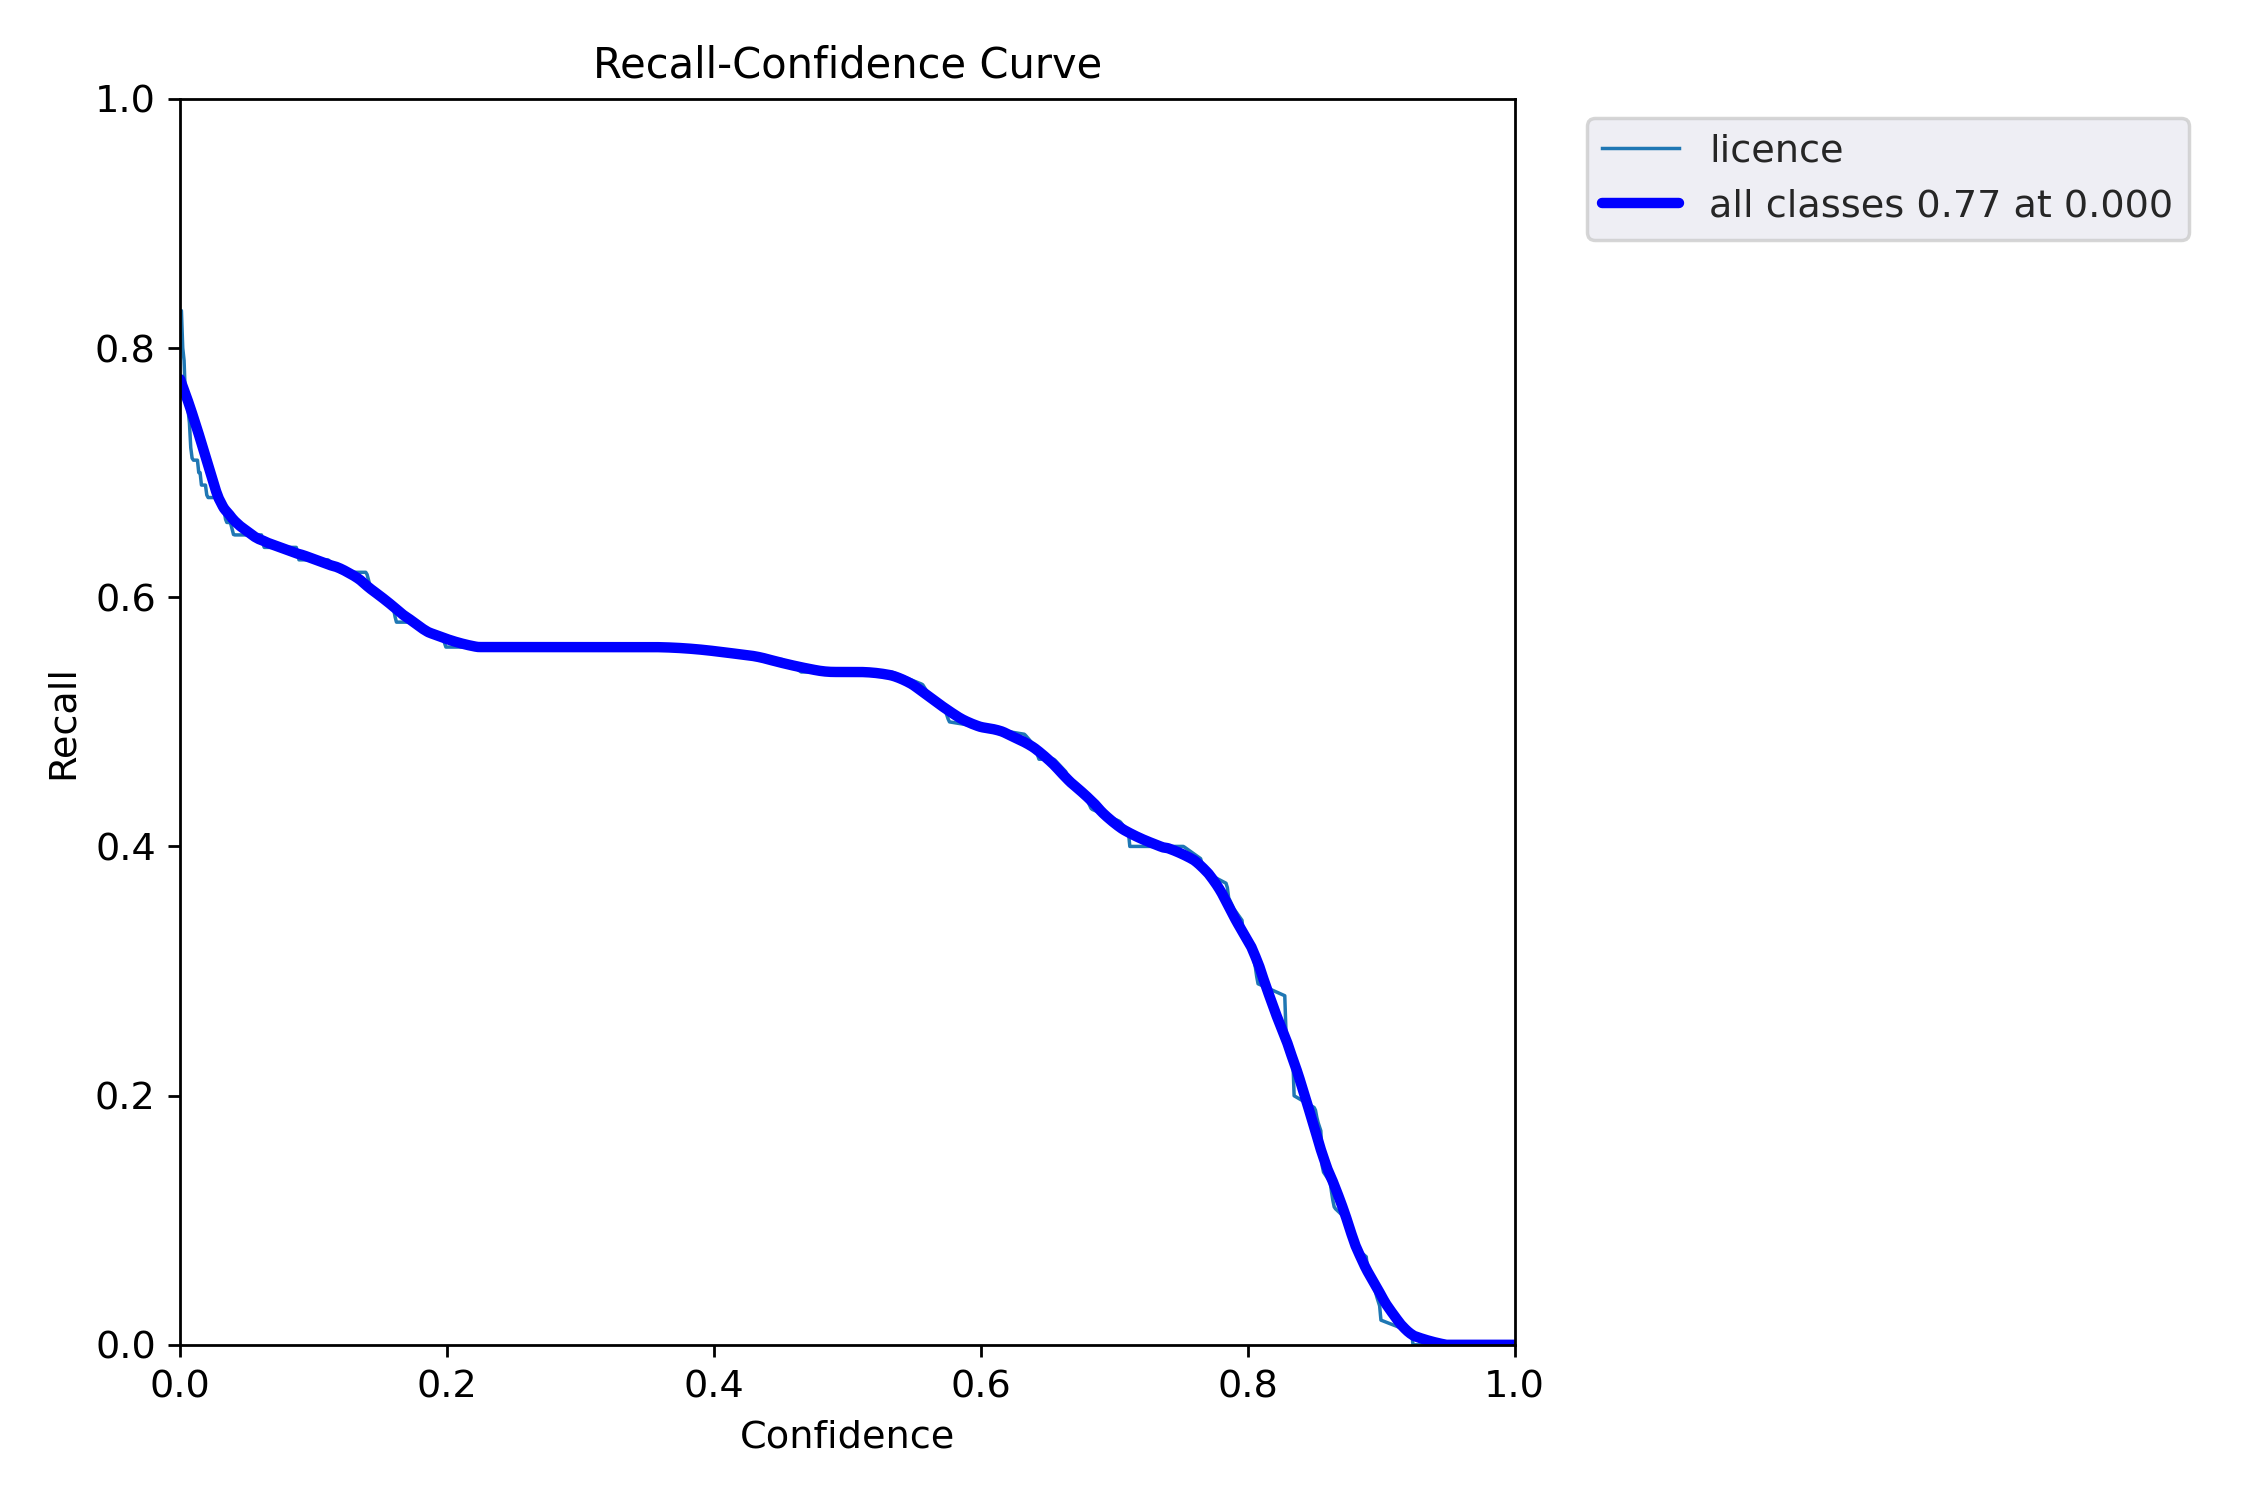 Recall-Confidence Curve
1.0
0.8
0.6
0.4
0.2
0.0
Recall
0.0 0.2 0.4 0.6 0.8 1.0
Confidence
licence
all classes 0.77 at 0.000